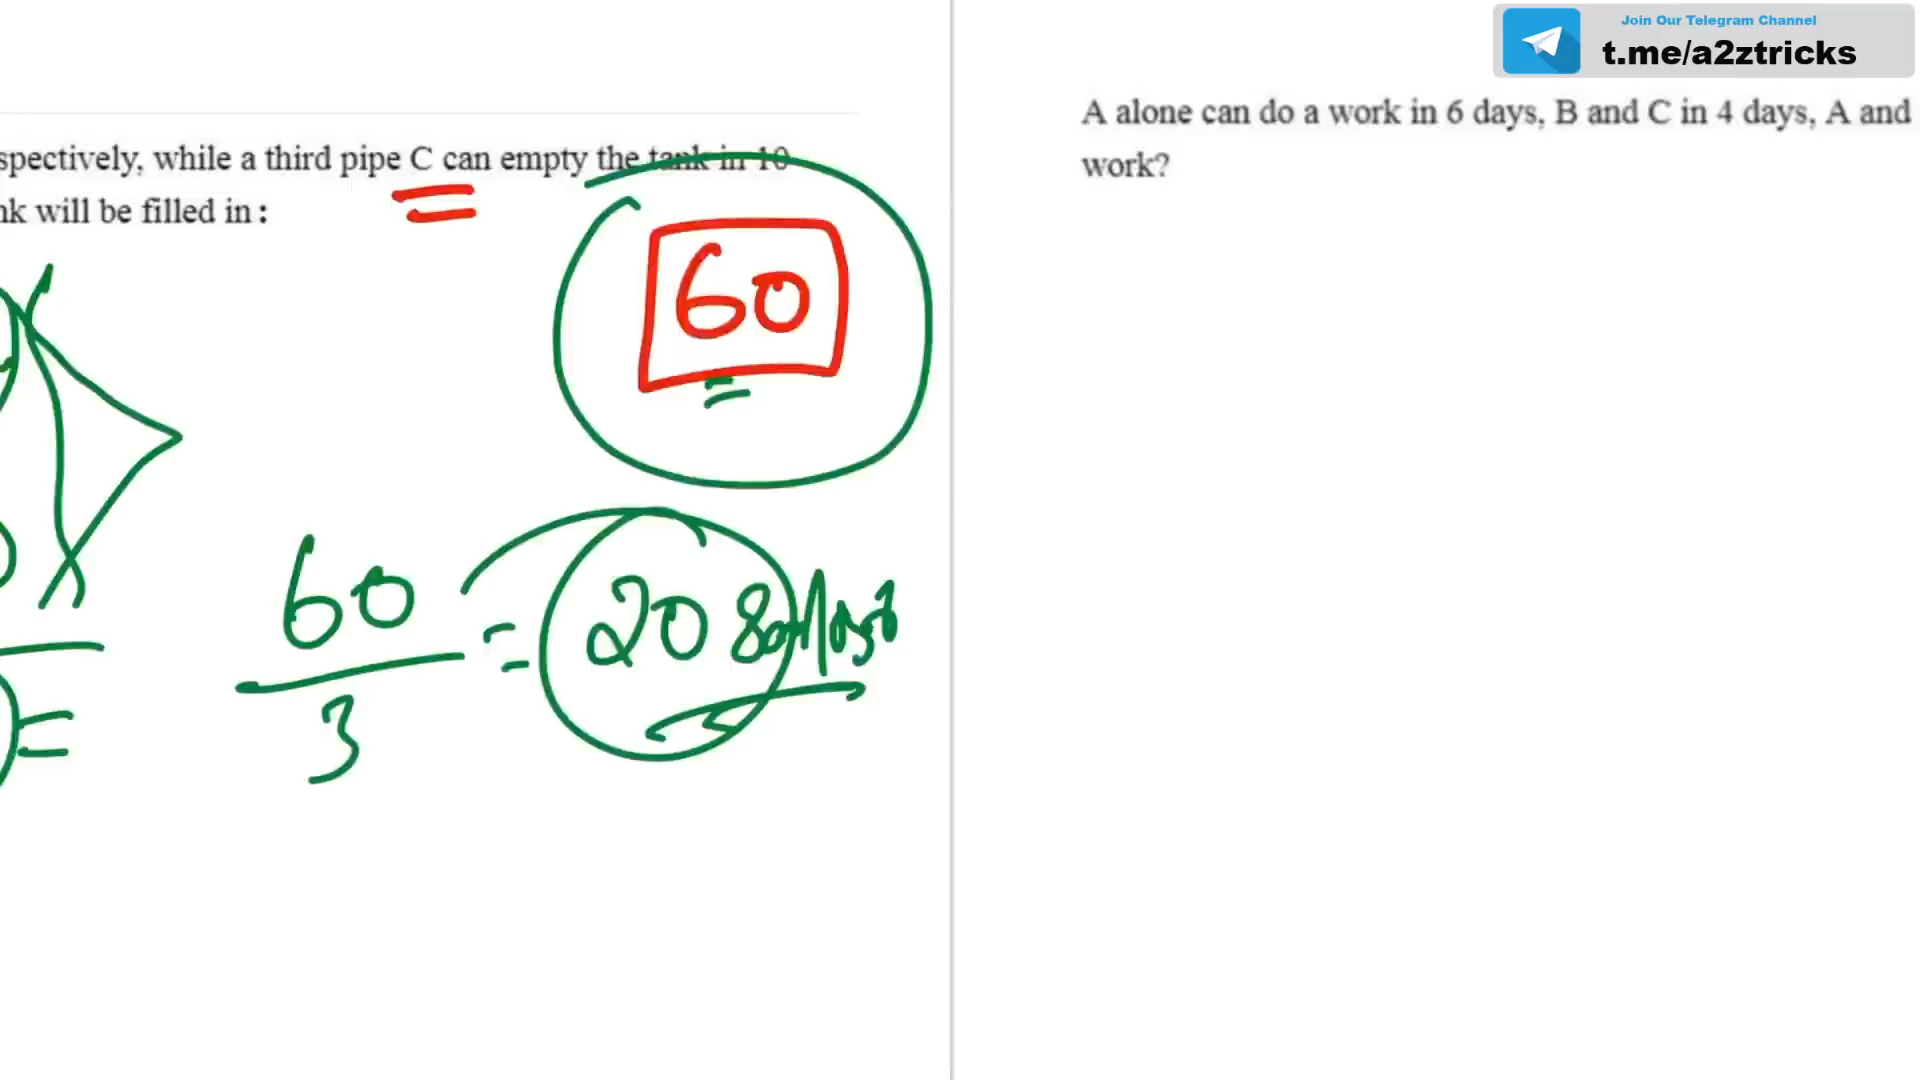 Join Our Telegram Channel
t.me/a2ztricks
spectively, while a third pipe C can empty the tank in 10
nk will be filled in :
60
60
3
= 20
=
A alone can do a work in 6 days, B and C in 4 days, A and
work?